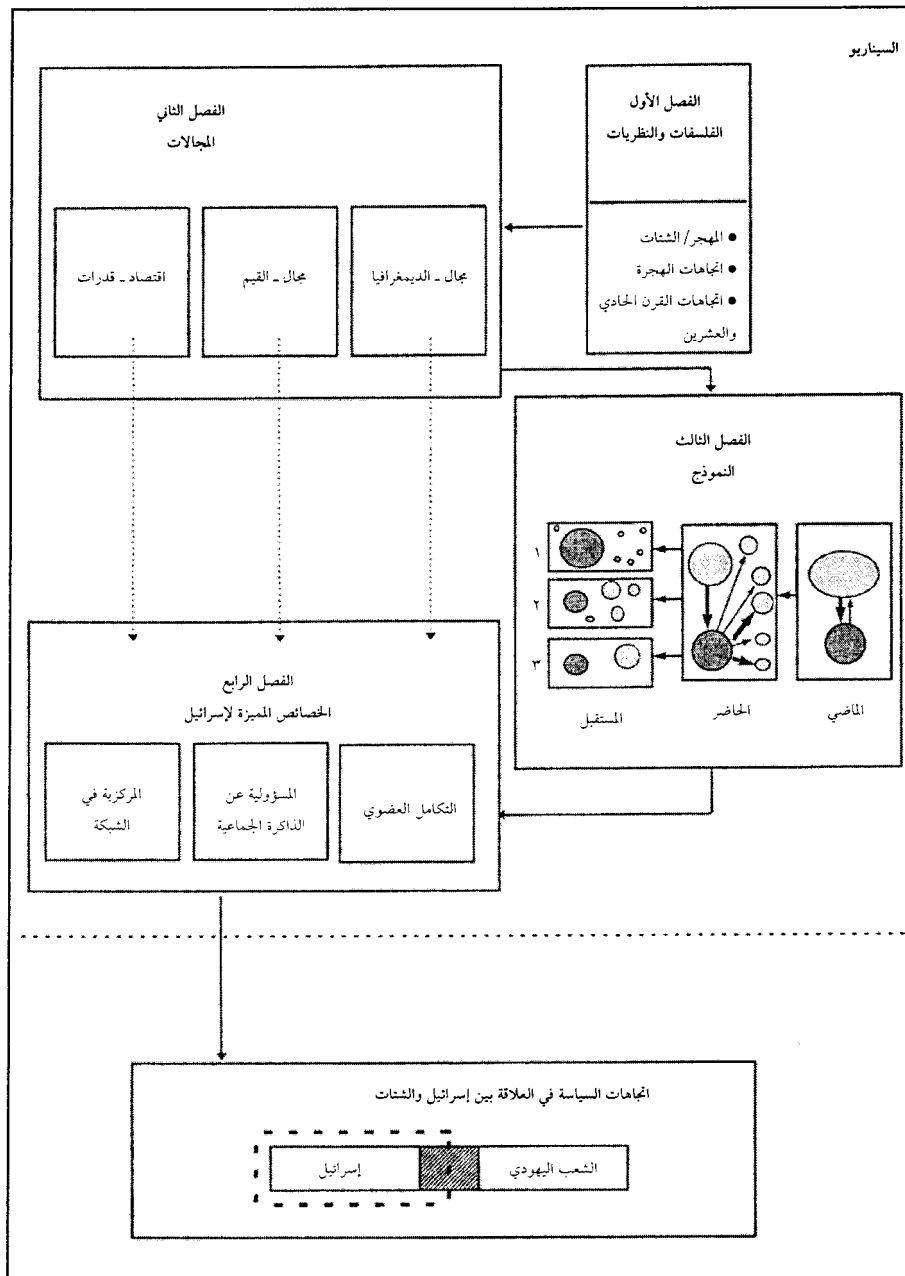 السيناريو
الفصل الأول
الفلسفات والنظريات
● المهجر/ الشتات
● اتجاهات الهجرة
● اتجاهات القرن الحادي
والعشرين
الفصل الثاني
المجالات
مجال ـ الديمغرافيا
مجال ـ القيم
اقتصاد ـ قدرات
الفصل الثالث
النموذج
١
٢
٣
الماضي
الحاضر
المستقبل
الفصل الرابع
الخصائص المميزة لإسرائيل
التكامل العضوي
المسؤولية عن
الذاكرة الجماعية
المركزية في
الشبكة
اتجاهات السياسة في العلاقة بين إسرائيل والشتات
الشعب اليهودي
إسرائيل